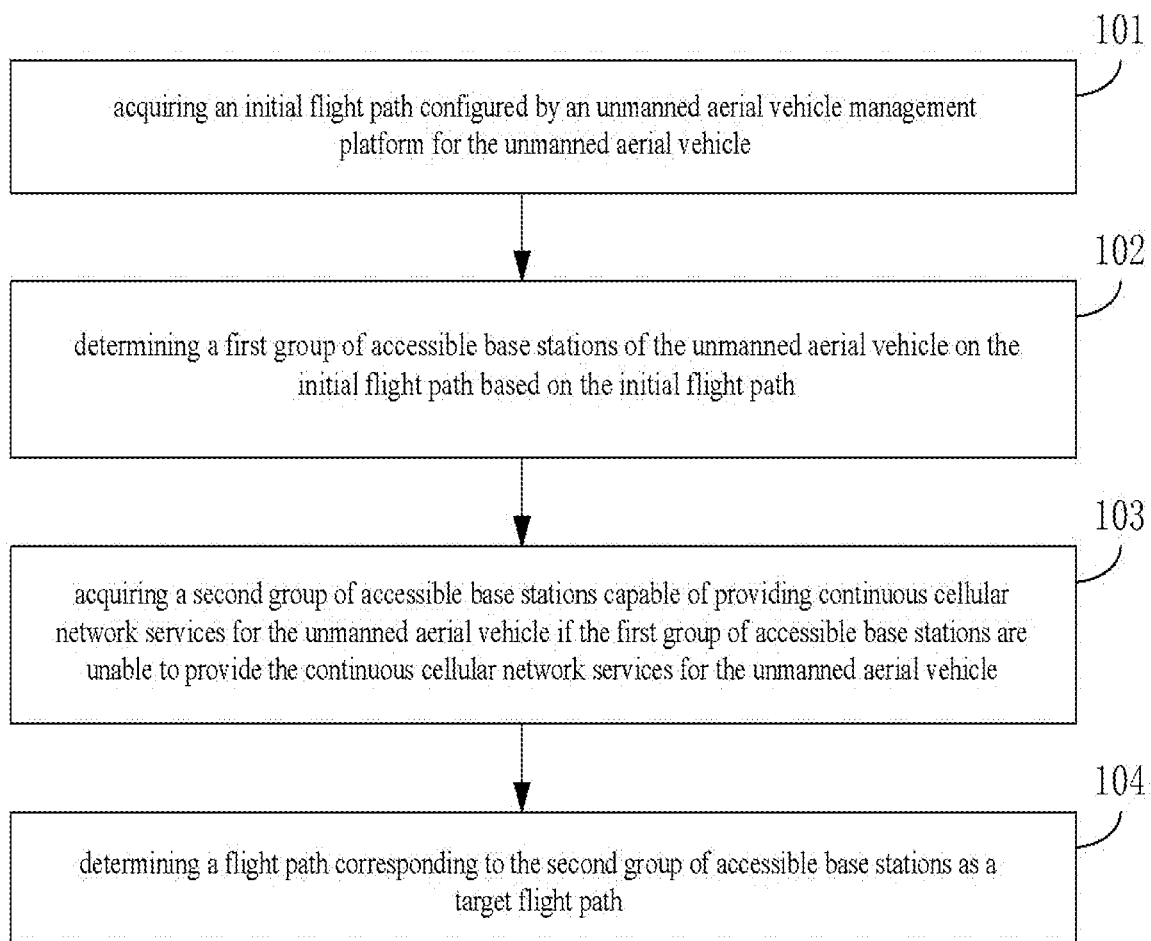 101
acquiring an initial flight path configured by an unmanned aerial vehicle management
platform for the unmanned aerial vehicle
102
determining a first group of accessible base stations of the unmanned aerial vehicle on the
initial flight path based on the initial flight path
103
acquiring a second group of accessible base stations capable of providing continuous cellular
network services for the unmanned aerial vehicle if the first group of accessible base stations are
unable to provide the continuous cellular network services for the unmanned aerial vehicle
104
determining a flight path corresponding to the second group of accessible base stations as a
target flight path